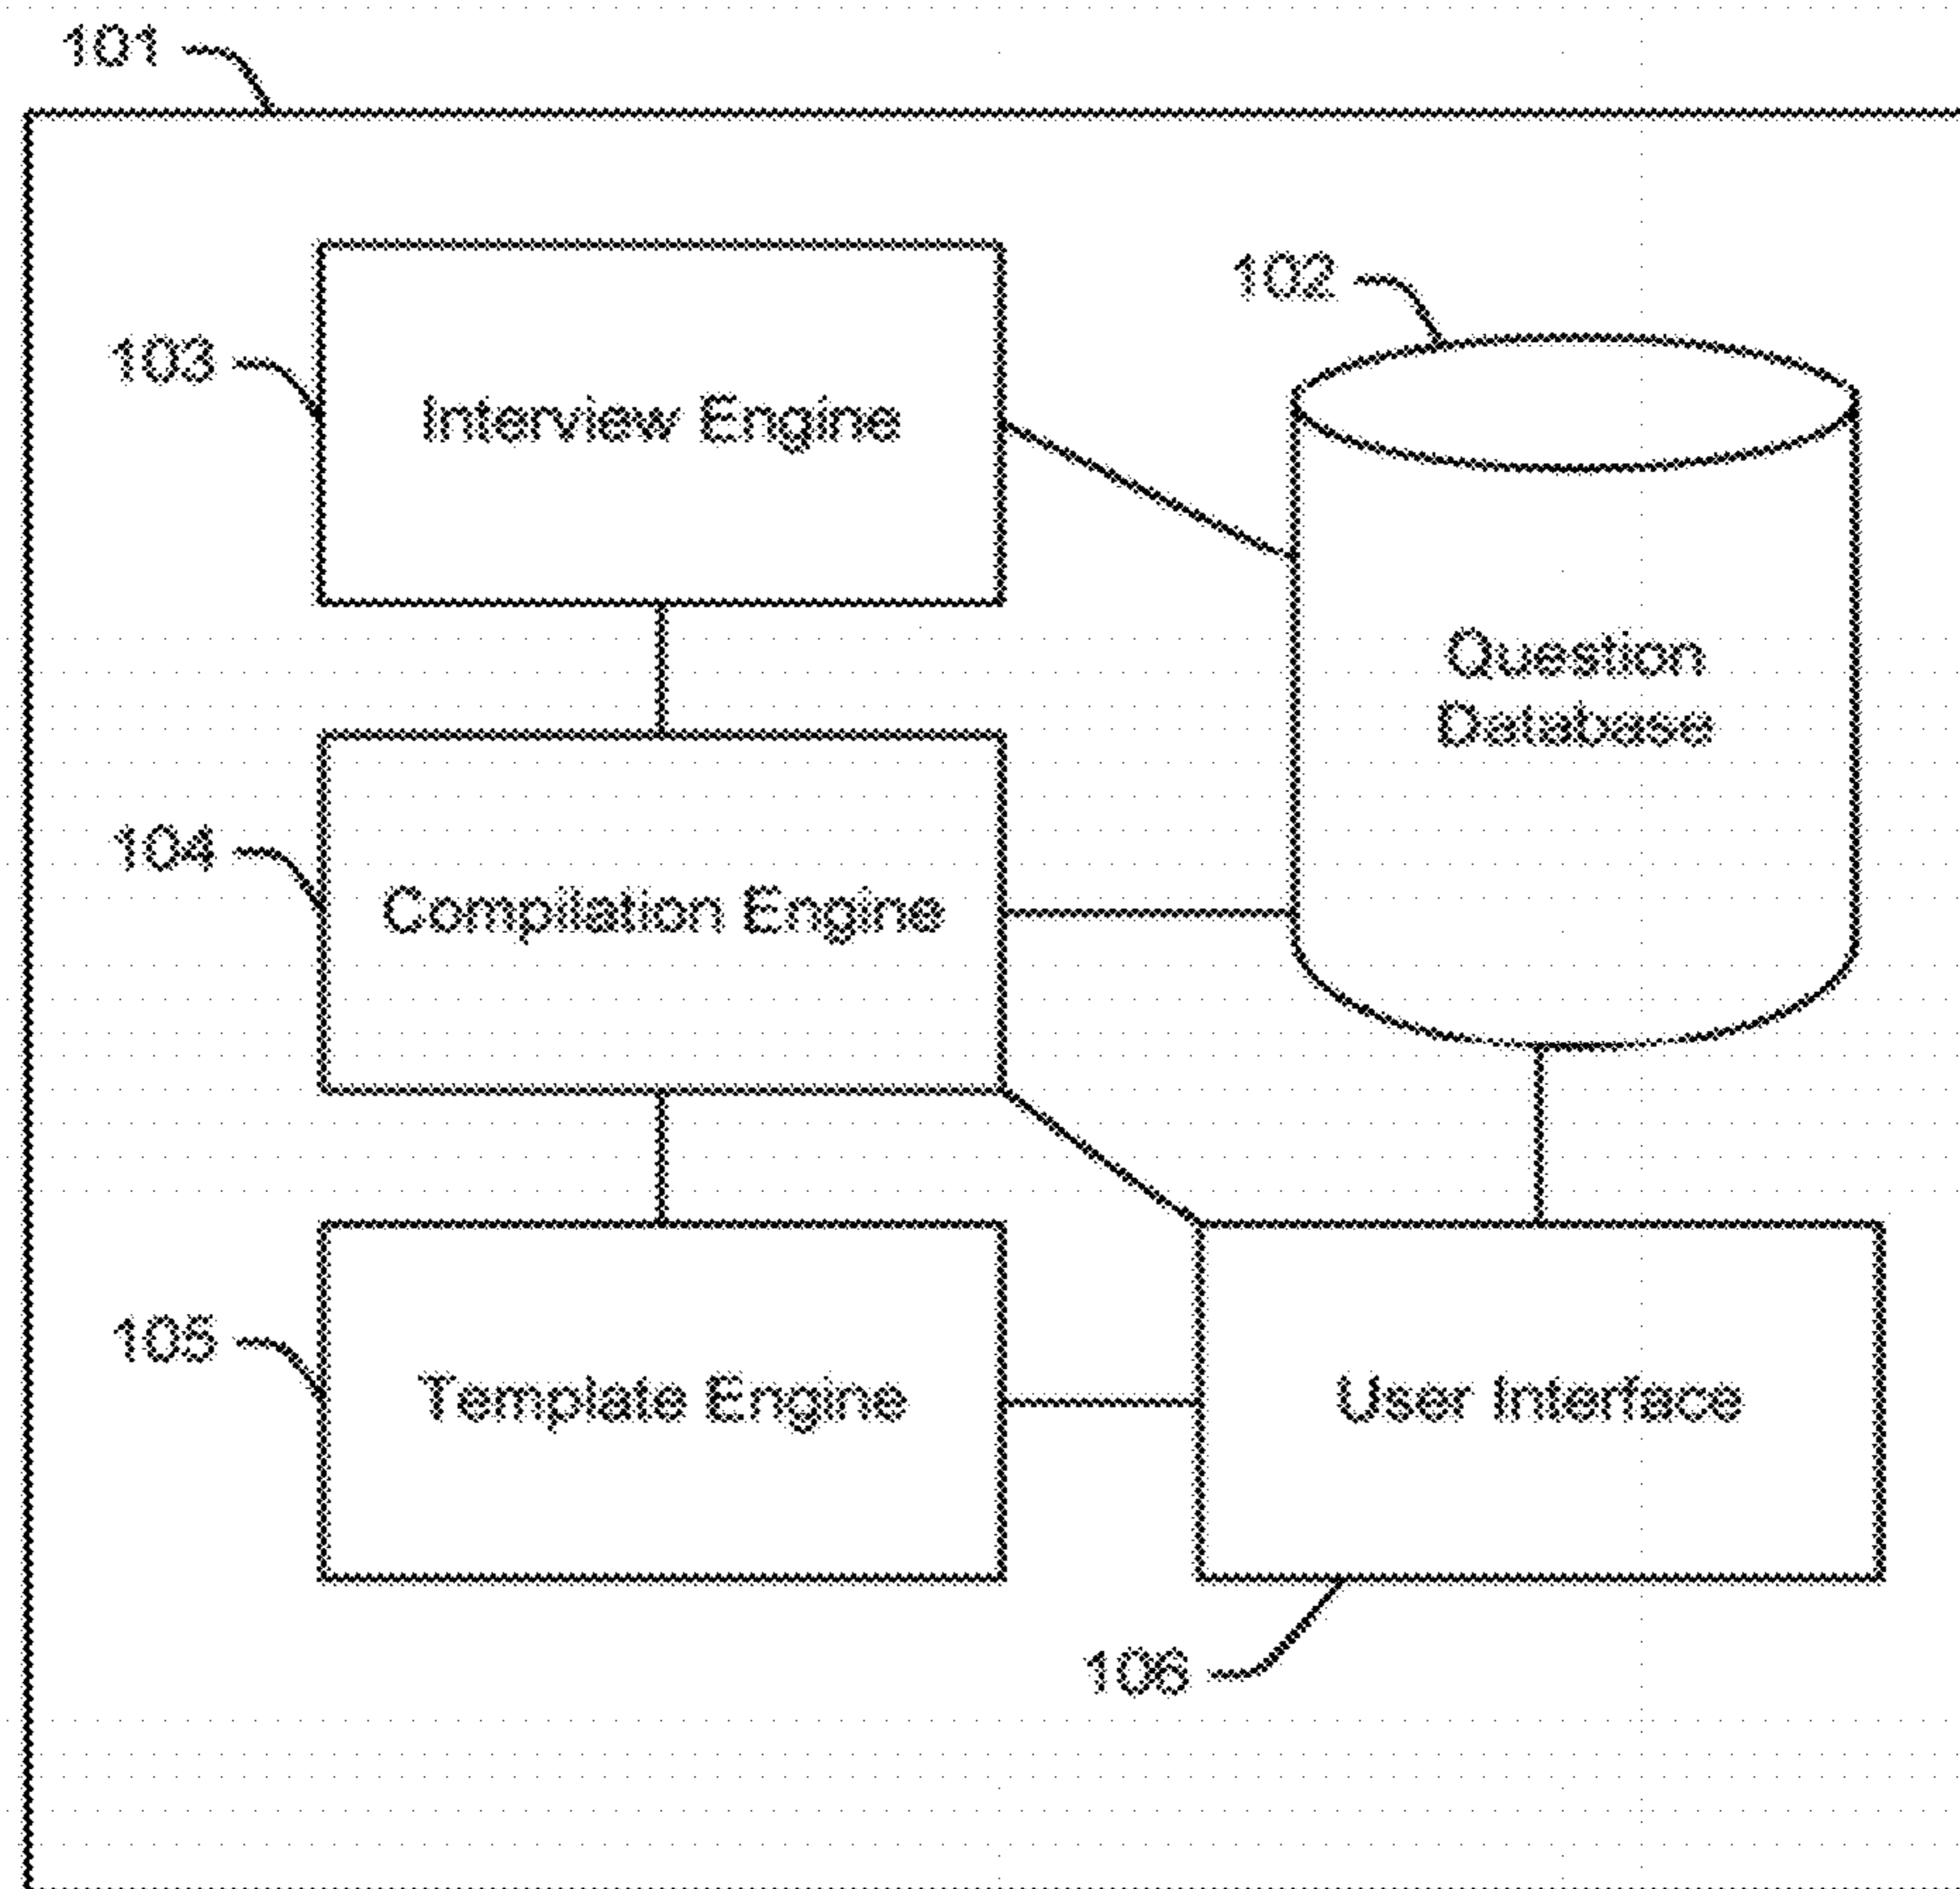 101
102
103
Interview Engine
Question
Database
104
Compilation Engine
105
Template Engine
User Interface
106